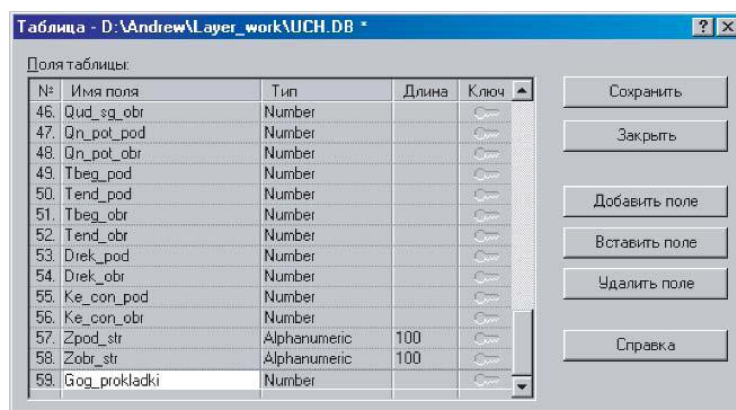 Таблица - D:\Andrew\Layer_work\UCH.DB *
Поля таблицы:
№ Имя поля Тип Длина Ключ
46. Qud_sg_obr Number
47. Qn_pot_pod Number
48. Qn_pot_obr Number
49. Tbeg_pod Number
50. Tend_pod Number
51. Tbeg_obr Number
52. Tend_obr Number
53. Drek_pod Number
54. Drek_obr Number
55. Ke_con_pod Number
56. Ke_con_obr Number
57. Zpod_str Alphanumeric 100
58. Zobr_str Alphanumeric 100
59. Gog_prokladki Number
Сохранить
Закрыть
Добавить поле
Вставить поле
Удалить поле
Справка